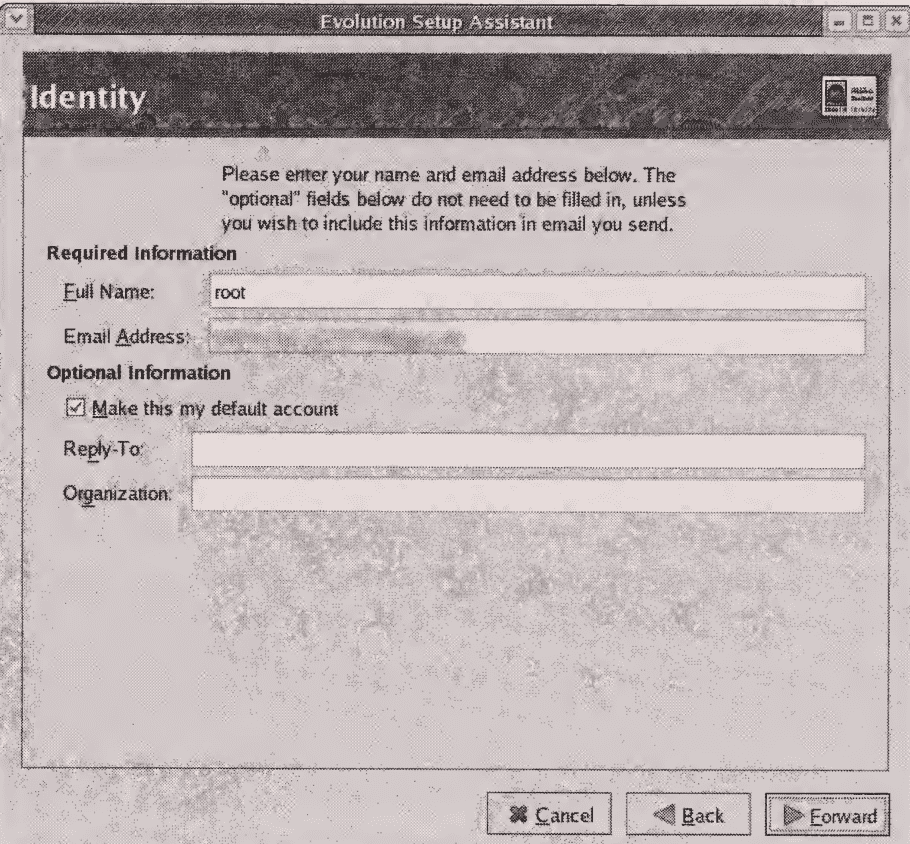 Evolution Setup Assistant
Identity
Please enter your name and email address below. The
"optional" fields below do not need to be filled in, unless
you wish to include this information in email you send.
Required Information
Full Name: root
Email Address:
Optional Information
Make this my default account
Reply-To:
Organization:
Cancel Back Forward